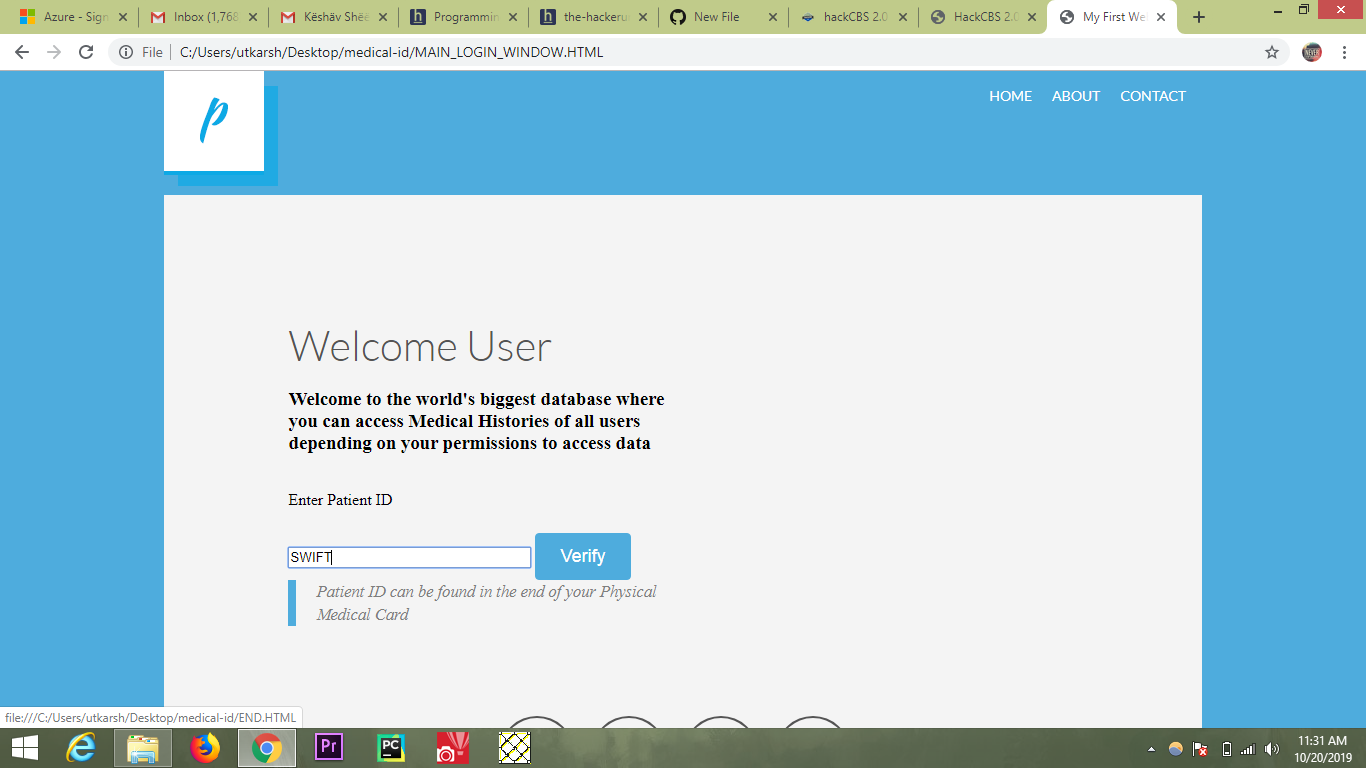 Azure - Sign
Inbox (1,768
Këshäv Shëë
Programmin
the-hackeru
New File
hackCBS 2.0
HackCBS 2.0
My First We
File
C:/Users/utkarsh/Desktop/medical-id/MAIN_LOGIN_WINDOW.HTML
p
HOME ABOUT CONTACT
Welcome User
Welcome to the world's biggest database where
you can access Medical Histories of all users
depending on your permissions to access data
Enter Patient ID
SWIFT
Verify
Patient ID can be found in the end of your Physical
Medical Card
file:///C:/Users/utkarsh/Desktop/medical-id/END.HTML
Pr
PC
11:31 AM
10/20/2019